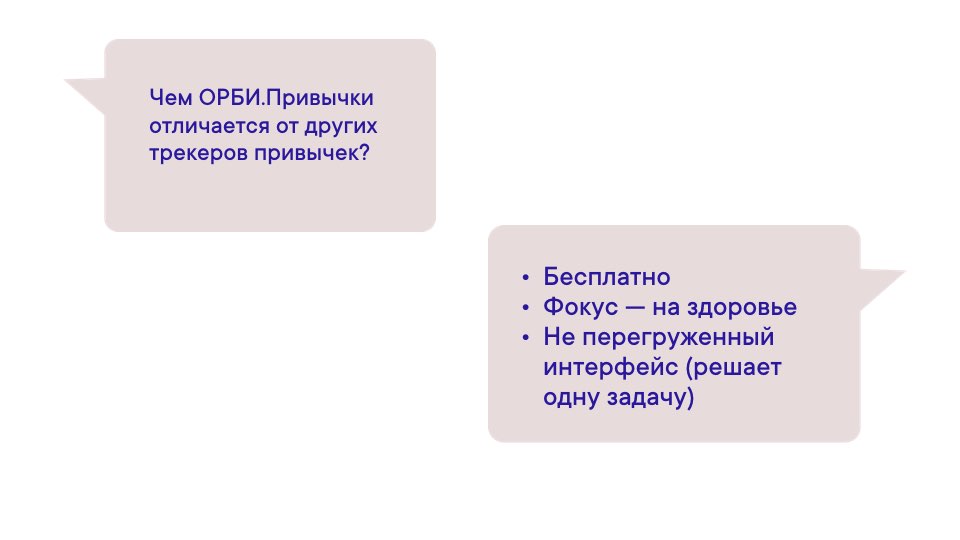 Чем ОРБИ.Привычки
отличается от других
трекеров привычек?
• Бесплатно
• Фокус — на здоровье
• Не перегруженный
интерфейс (решает
одну задачу)